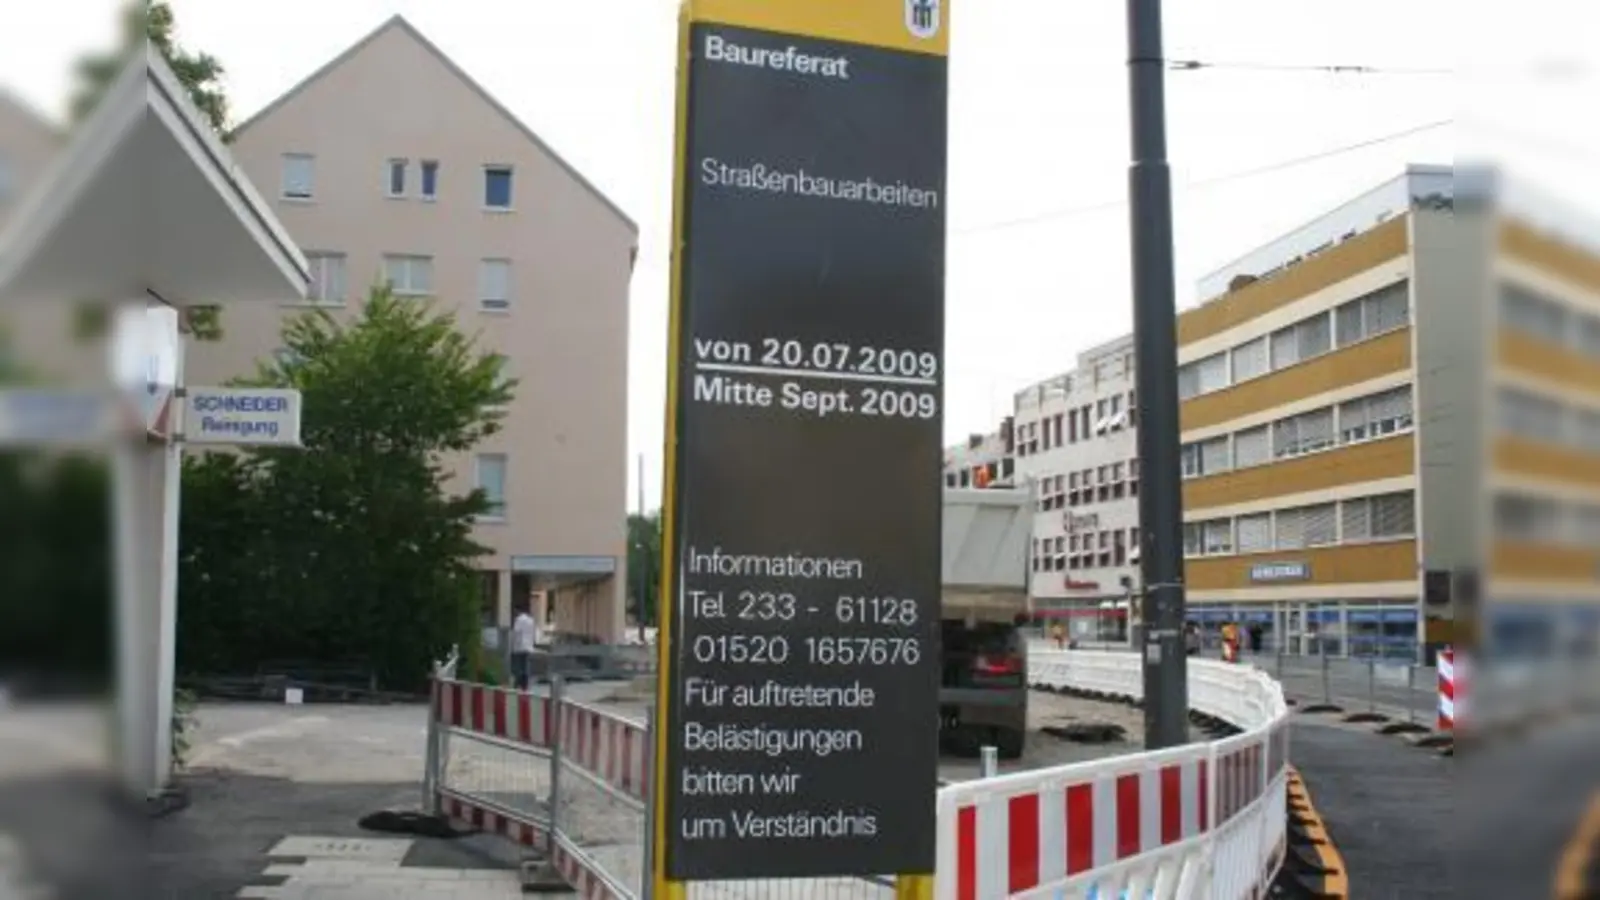 Baureferat
Straßenbauarbeiten
von 20.07.2009
Mitte Sept. 2009
Informationen
Tel. 233 - 61128
01520 1657676
Für auftretende
Belästigungen
bitten wir
um Verständnis
SCHNEIDER
Reinigung